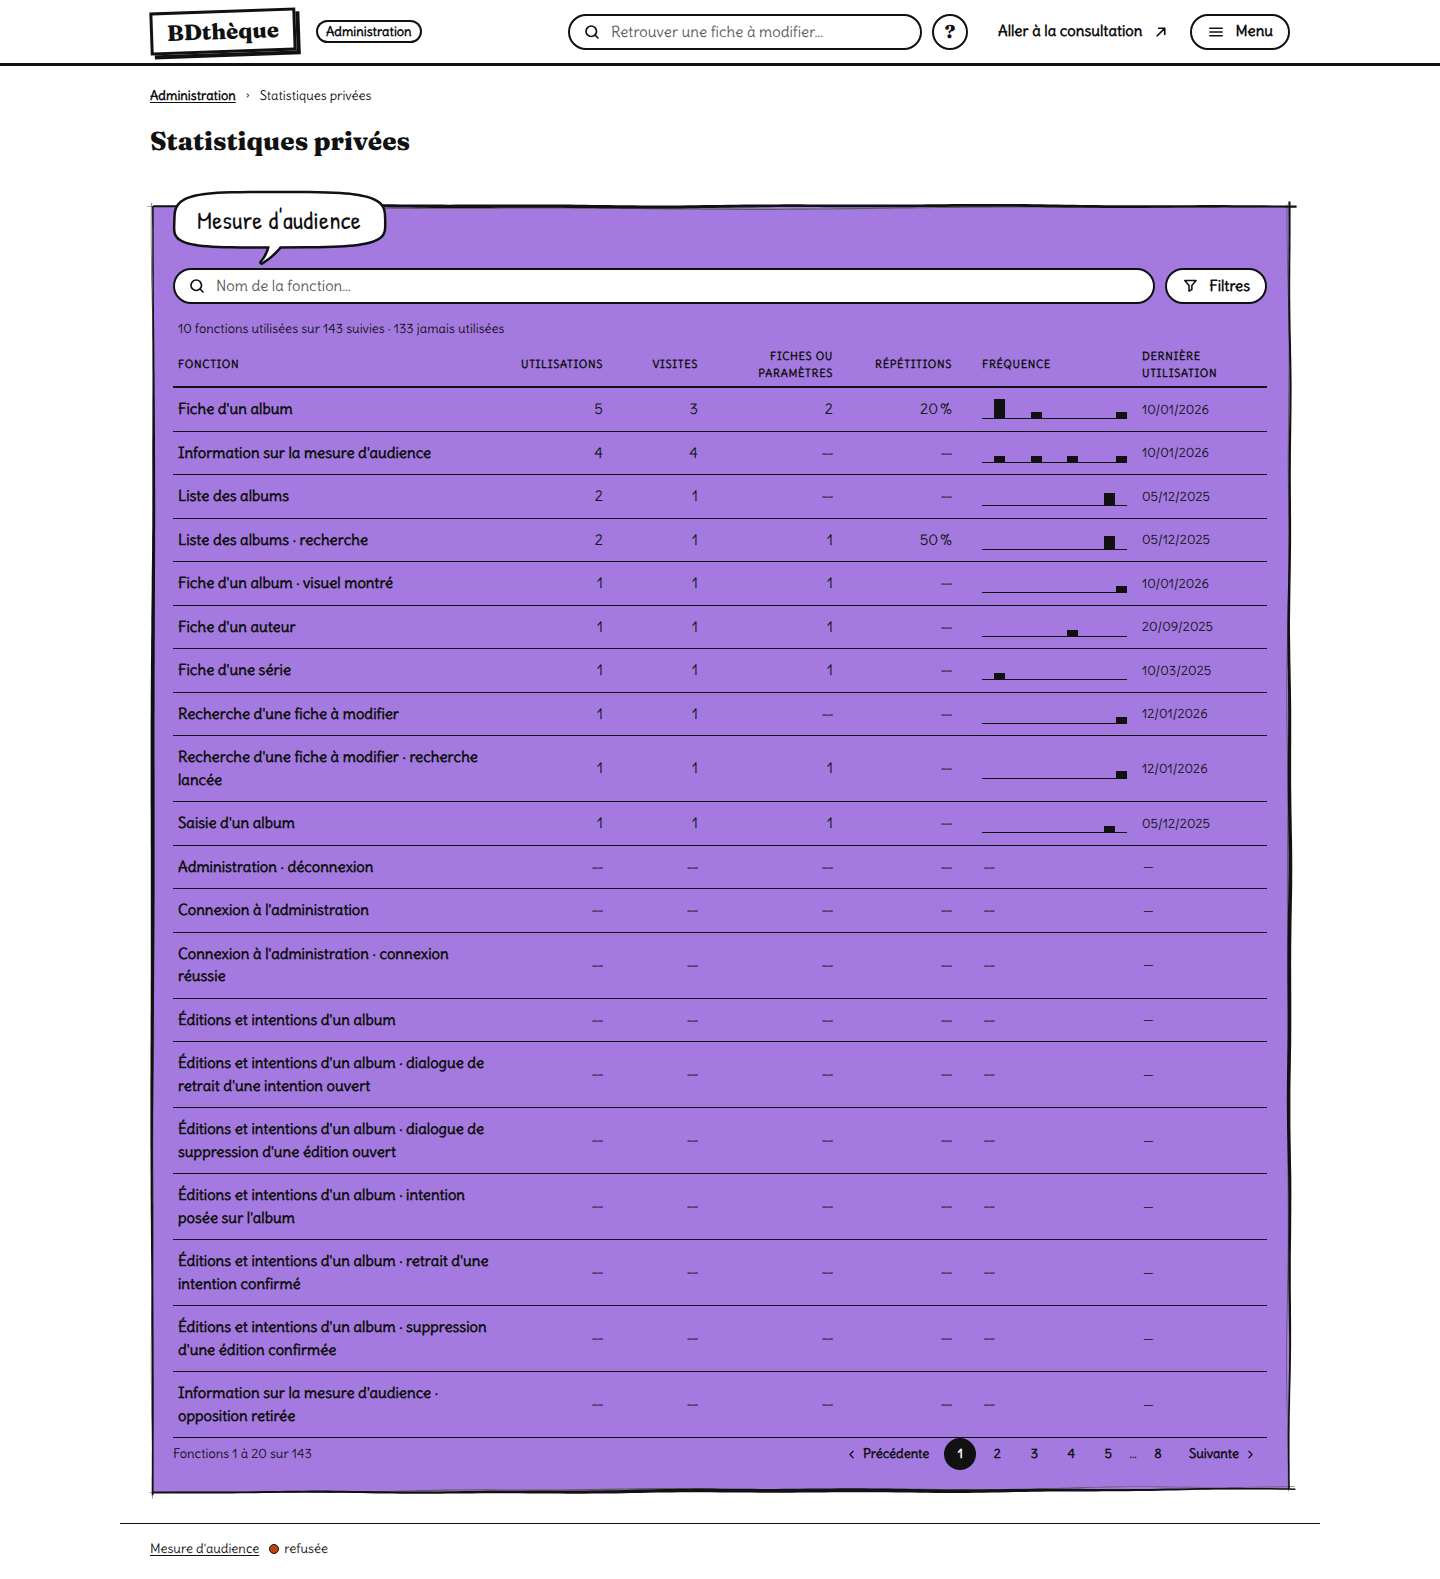 BDthèque
Administration
Retrouver une fiche à modifier...
?
Aller à la consultation
Menu
Administration › Statistiques privées
Statistiques privées
Mesure d'audience
Nom de la fonction...
Filtres
10 fonctions utilisées sur 143 suivies · 133 jamais utilisées
FONCTION UTILISATIONS VISITES FICHES OU PARAMÈTRES RÉPÉTITIONS FRÉQUENCE DERNIÈRE UTILISATION
Fiche d'un album 5 3 2 20 % 10/01/2026
Information sur la mesure d'audience 4 4 — — 10/01/2026
Liste des albums 2 1 — — 05/12/2025
Liste des albums · recherche 2 1 1 50 % 05/12/2025
Fiche d'un album · visuel montré 1 1 1 — 10/01/2026
Fiche d'un auteur 1 1 1 — 20/09/2025
Fiche d'une série 1 1 1 — 10/03/2025
Recherche d'une fiche à modifier 1 1 — — 12/01/2026
Recherche d'une fiche à modifier · recherche
lancée 1 1 1 — 12/01/2026
Saisie d'un album 1 1 1 — 05/12/2025
Administration · déconnexion — — — — — —
Connexion à l'administration — — — — — —
Connexion à l'administration · connexion
réussie — — — — — —
Éditions et intentions d'un album — — — — — —
Éditions et intentions d'un album · dialogue de
retrait d'une intention ouvert — — — — — —
Éditions et intentions d'un album · dialogue de
suppression d'une édition ouvert — — — — — —
Éditions et intentions d'un album · intention
posée sur l'album — — — — — —
Éditions et intentions d'un album · retrait d'une
intention confirmé — — — — — —
Éditions et intentions d'un album · suppression
d'une édition confirmée — — — — — —
Information sur la mesure d'audience ·
opposition retirée — — — — — —
Fonctions 1 à 20 sur 143
‹ Précédente 1 2 3 4 5 ... 8 Suivante ›
Mesure d'audience refusée